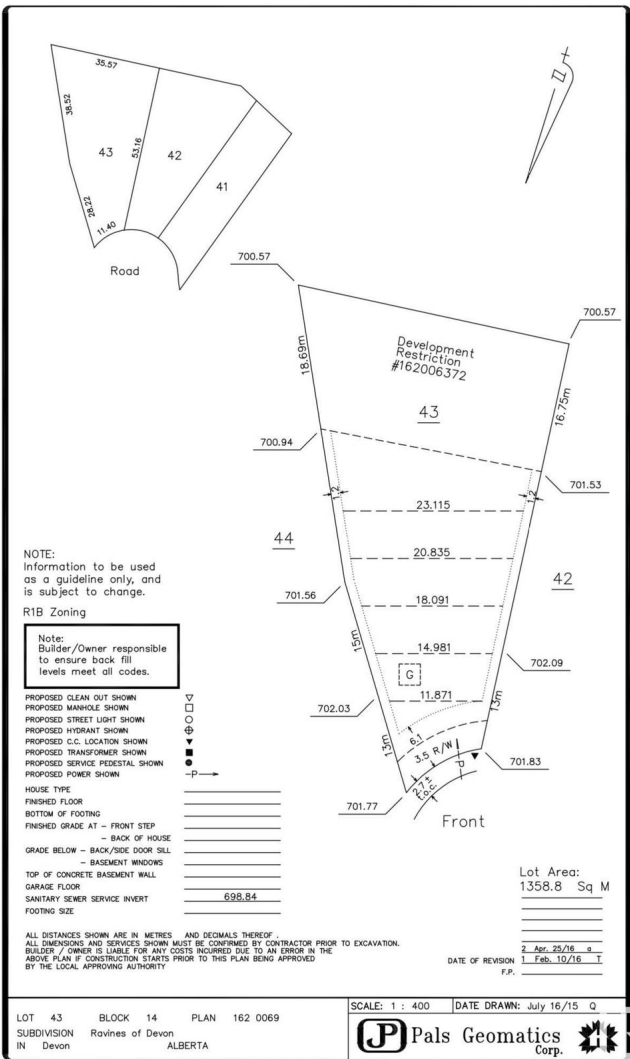 35.57
38.52
43
53.16
42
41
28.22
11.40
Road
700.57
700.57
Development
Restriction
#162006372
18.69m
43
16.75m
700.94
701.53
1.2
1.2
23.115
44
20.835
42
NOTE:
Information to be used
as a guideline only, and
is subject to change.
R1B Zoning
701.56
18.091
Note:
Builder/Owner responsible
to ensure back fill
levels meet all codes.
15m
14.981
702.09
G
11.871
13m
702.03
13m
6.1
3.5 R/W
P
2.7 ±
t.o.c.
701.83
701.77
Front
PROPOSED CLEAN OUT SHOWN
PROPOSED MANHOLE SHOWN
PROPOSED STREET LIGHT SHOWN
PROPOSED HYDRANT SHOWN
PROPOSED C.C. LOCATION SHOWN
PROPOSED TRANSFORMER SHOWN
PROPOSED SERVICE PEDESTAL SHOWN
PROPOSED POWER SHOWN -P-
HOUSE TYPE
FINISHED FLOOR
BOTTOM OF FOOTING
FINISHED GRADE AT - FRONT STEP
- BACK OF HOUSE
GRADE BELOW - BACK/SIDE DOOR SILL
- BASEMENT WINDOWS
TOP OF CONCRETE BASEMENT WALL
GARAGE FLOOR
SANITARY SEWER SERVICE INVERT 698.84
FOOTING SIZE
Lot Area:
1358.8 Sq M
ALL DISTANCES SHOWN ARE IN METRES AND DECIMALS THEREOF .
ALL DIMENSIONS AND SERVICES SHOWN MUST BE CONFIRMED BY CONTRACTOR PRIOR TO EXCAVATION.
BUILDER / OWNER IS LIABLE FOR ANY COSTS INCURRED DUE TO AN ERROR IN THE
ABOVE PLAN IF CONSTRUCTION STARTS PRIOR TO THIS PLAN BEING APPROVED
BY THE LOCAL APPROVING AUTHORITY
2 Apr. 25/16 a
DATE OF REVISION 1 Feb. 10/16 T
F.P.
LOT 43 BLOCK 14 PLAN 162 0069
SUBDIVISION Ravines of Devon
IN Devon ALBERTA
SCALE: 1 : 400 DATE DRAWN: July 16/15 Q
JP Pals Geomatics
Corp.